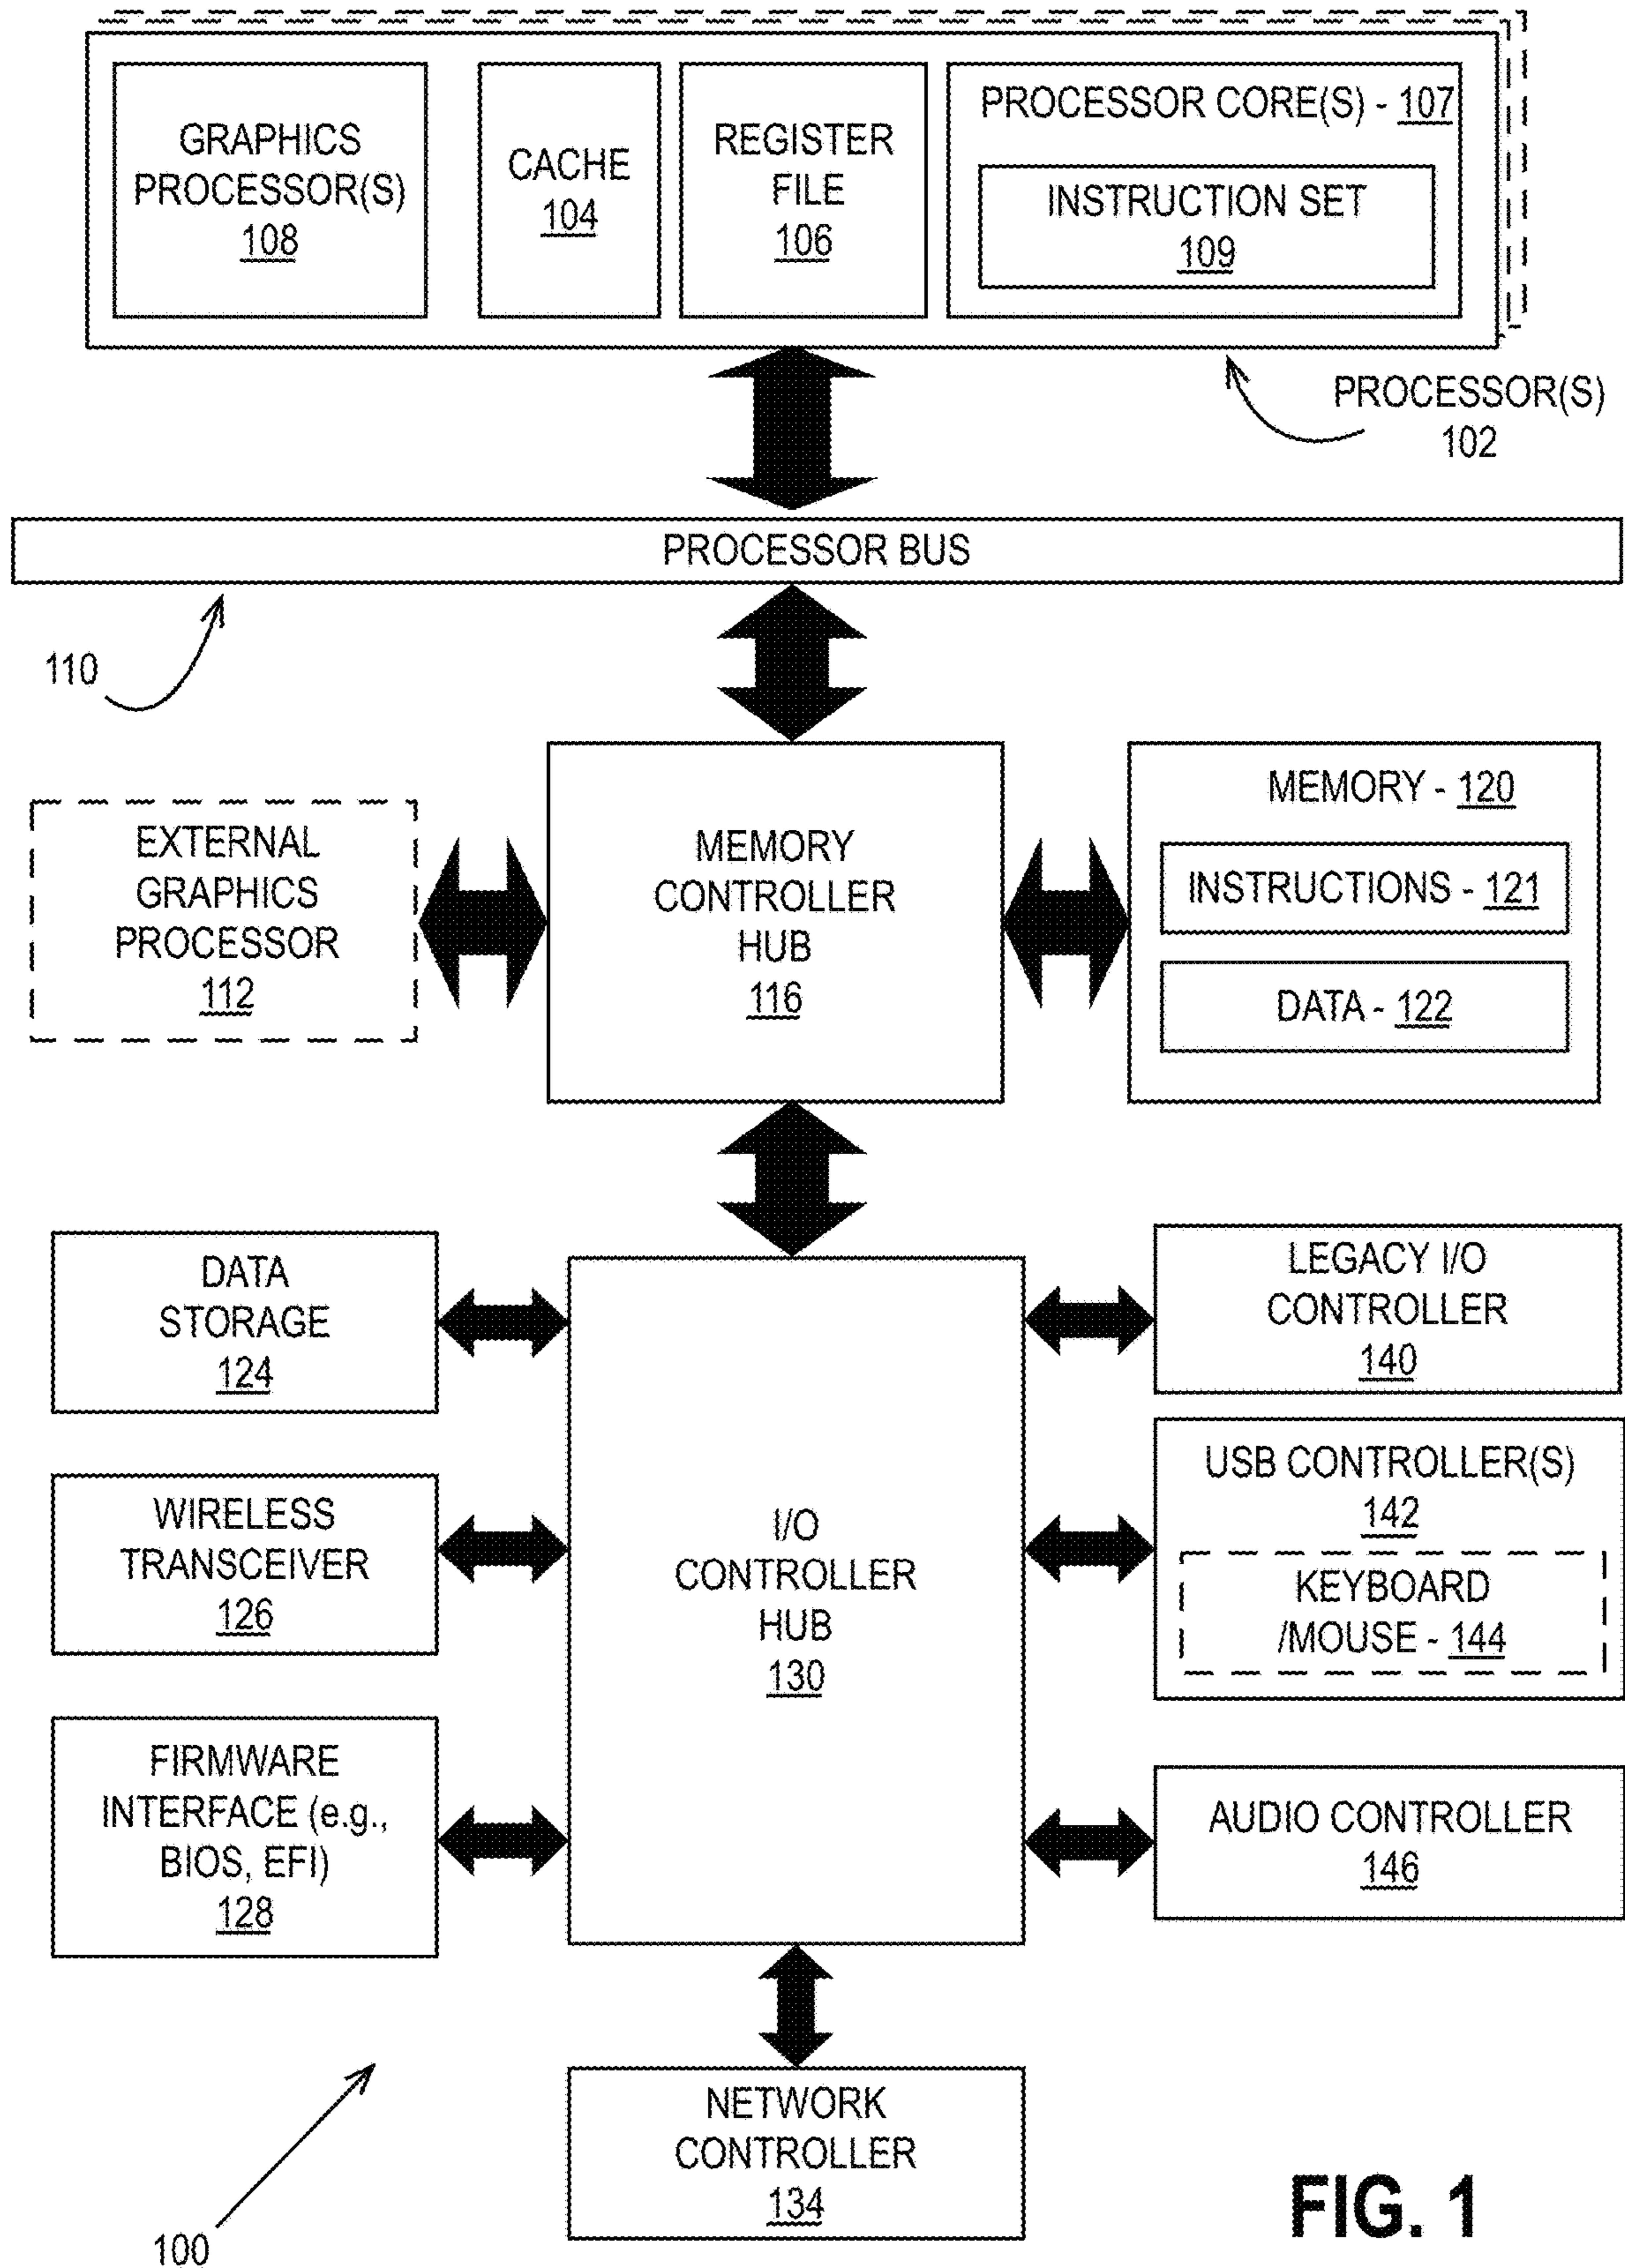 GRAPHICS
PROCESSOR(S)
108
CACHE
104
REGISTER
FILE
106
PROCESSOR CORE(S) - 107
INSTRUCTION SET
109
PROCESSOR(S)
102
PROCESSOR BUS
110
EXTERNAL
GRAPHICS
PROCESSOR
112
MEMORY
CONTROLLER
HUB
116
MEMORY - 120
INSTRUCTIONS - 121
DATA - 122
DATA
STORAGE
124
WIRELESS
TRANSCEIVER
126
FIRMWARE
INTERFACE (e.g.,
BIOS, EFI)
128
I/O
CONTROLLER
HUB
130
LEGACY I/O
CONTROLLER
140
USB CONTROLLER(S)
142
KEYBOARD
/MOUSE - 144
AUDIO CONTROLLER
146
NETWORK
CONTROLLER
134
100
FIG. 1